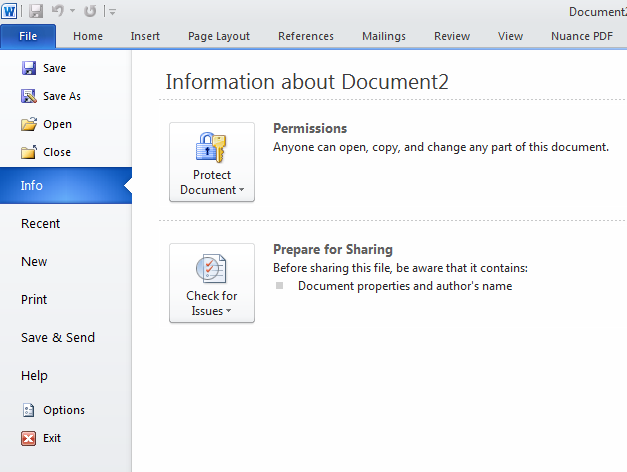 W
Document2
File Home Insert Page Layout References Mailings Review View Nuance PDF
Save
Save As
Open
Close
Info
Recent
New
Print
Save & Send
Help
Options
Exit
Information about Document2
Protect
Document
Permissions
Anyone can open, copy, and change any part of this document.
Check for
Issues
Prepare for Sharing
Before sharing this file, be aware that it contains:
Document properties and author's name